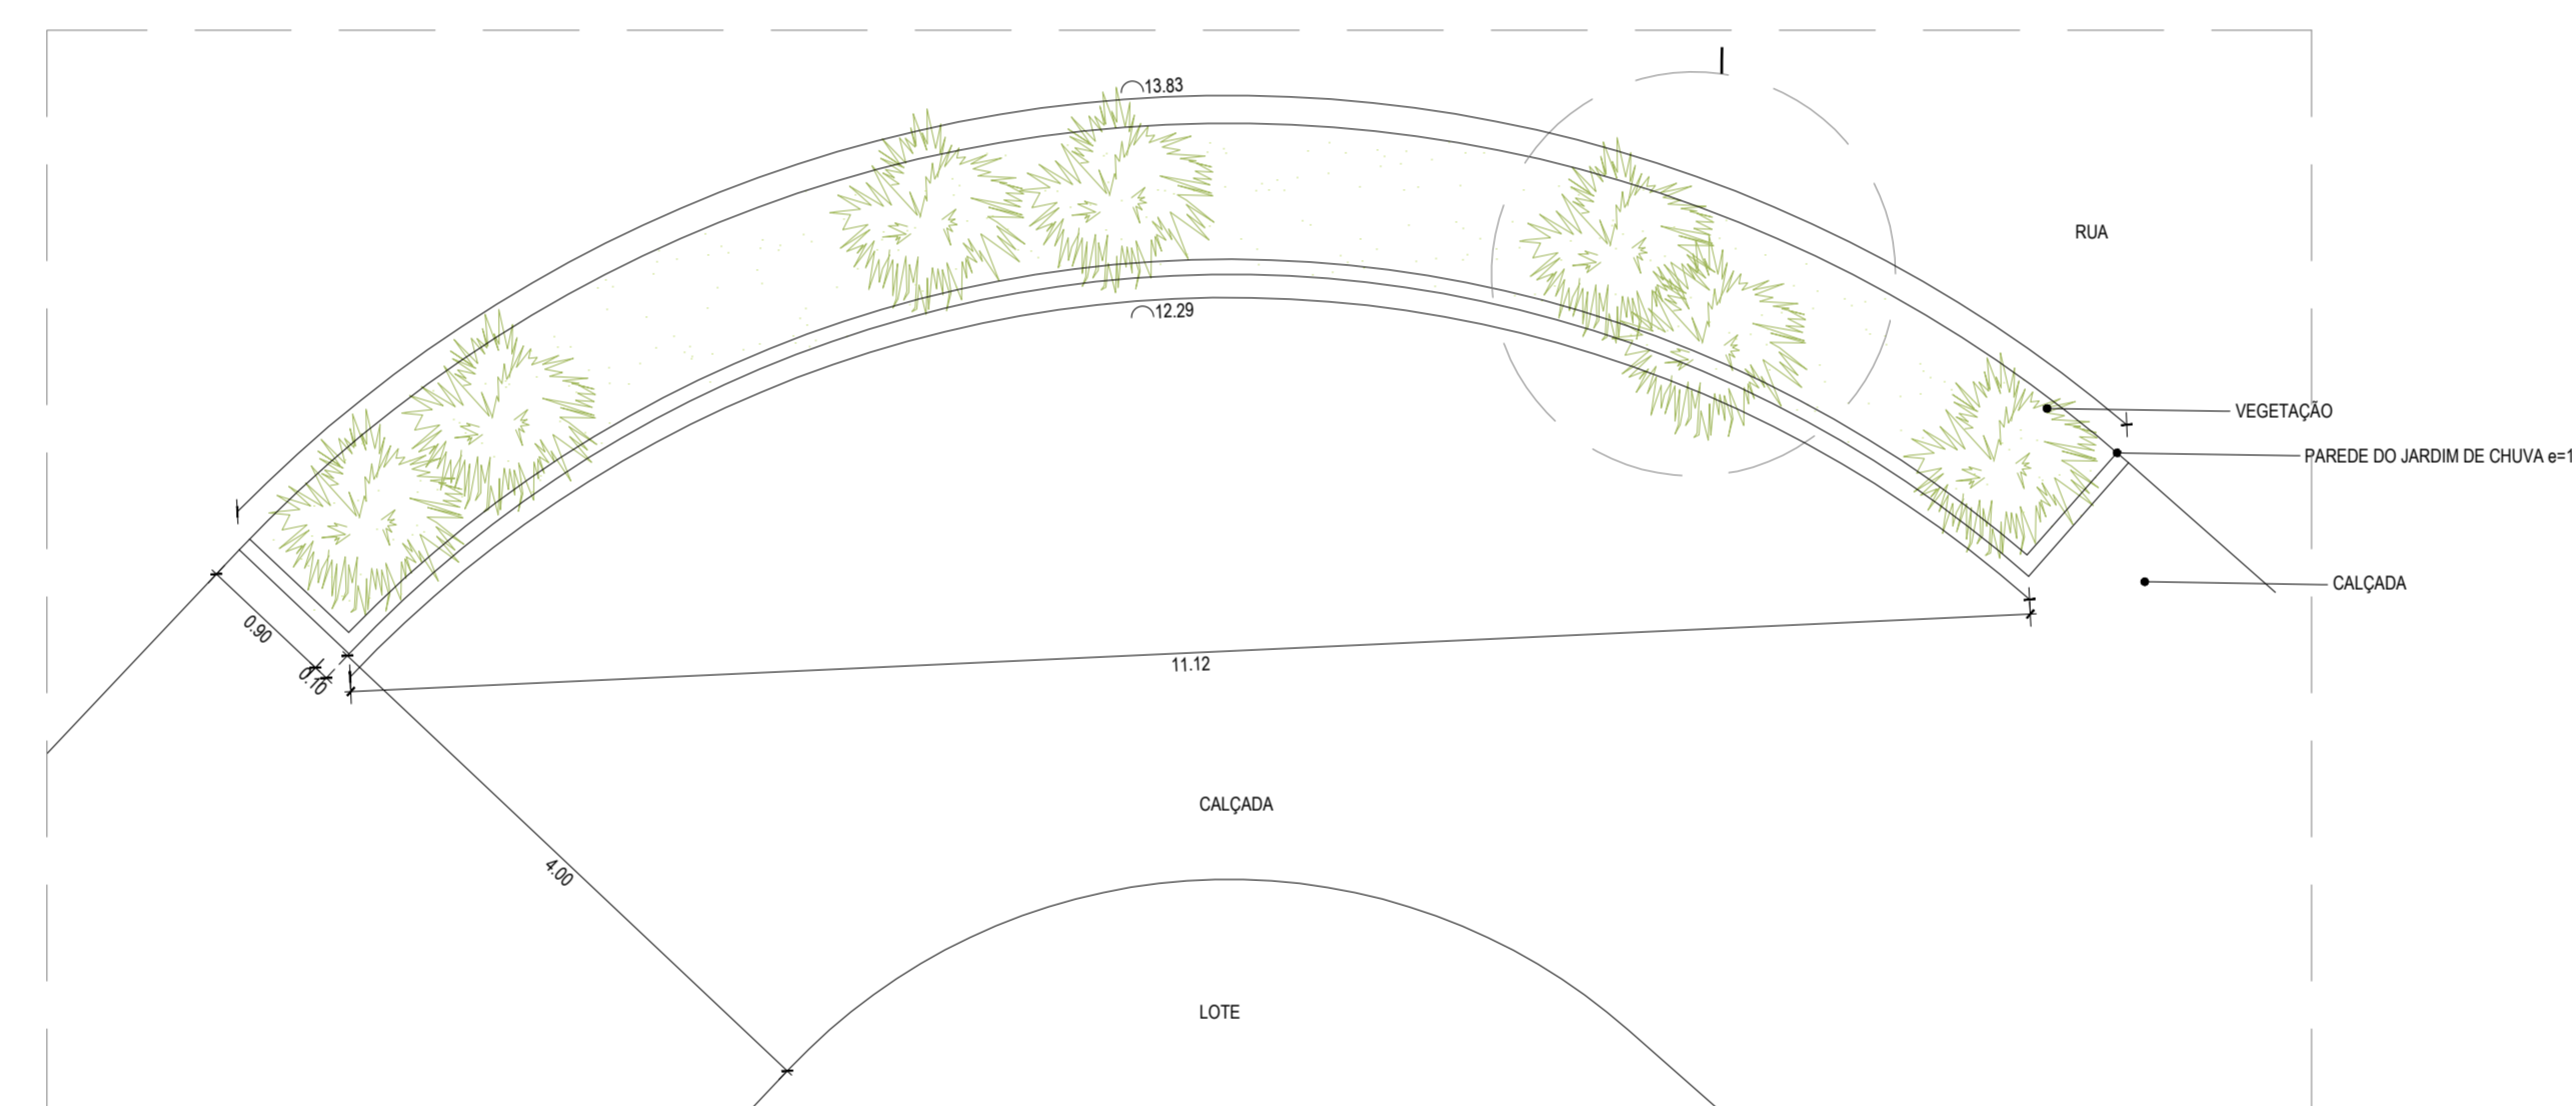 13.83
RUA
12.29
VEGETAÇÃO
PAREDE DO JARDIM DE CHUVA e=1
CALÇADA
0.90
0.10
11.12
CALÇADA
4.00
LOTE